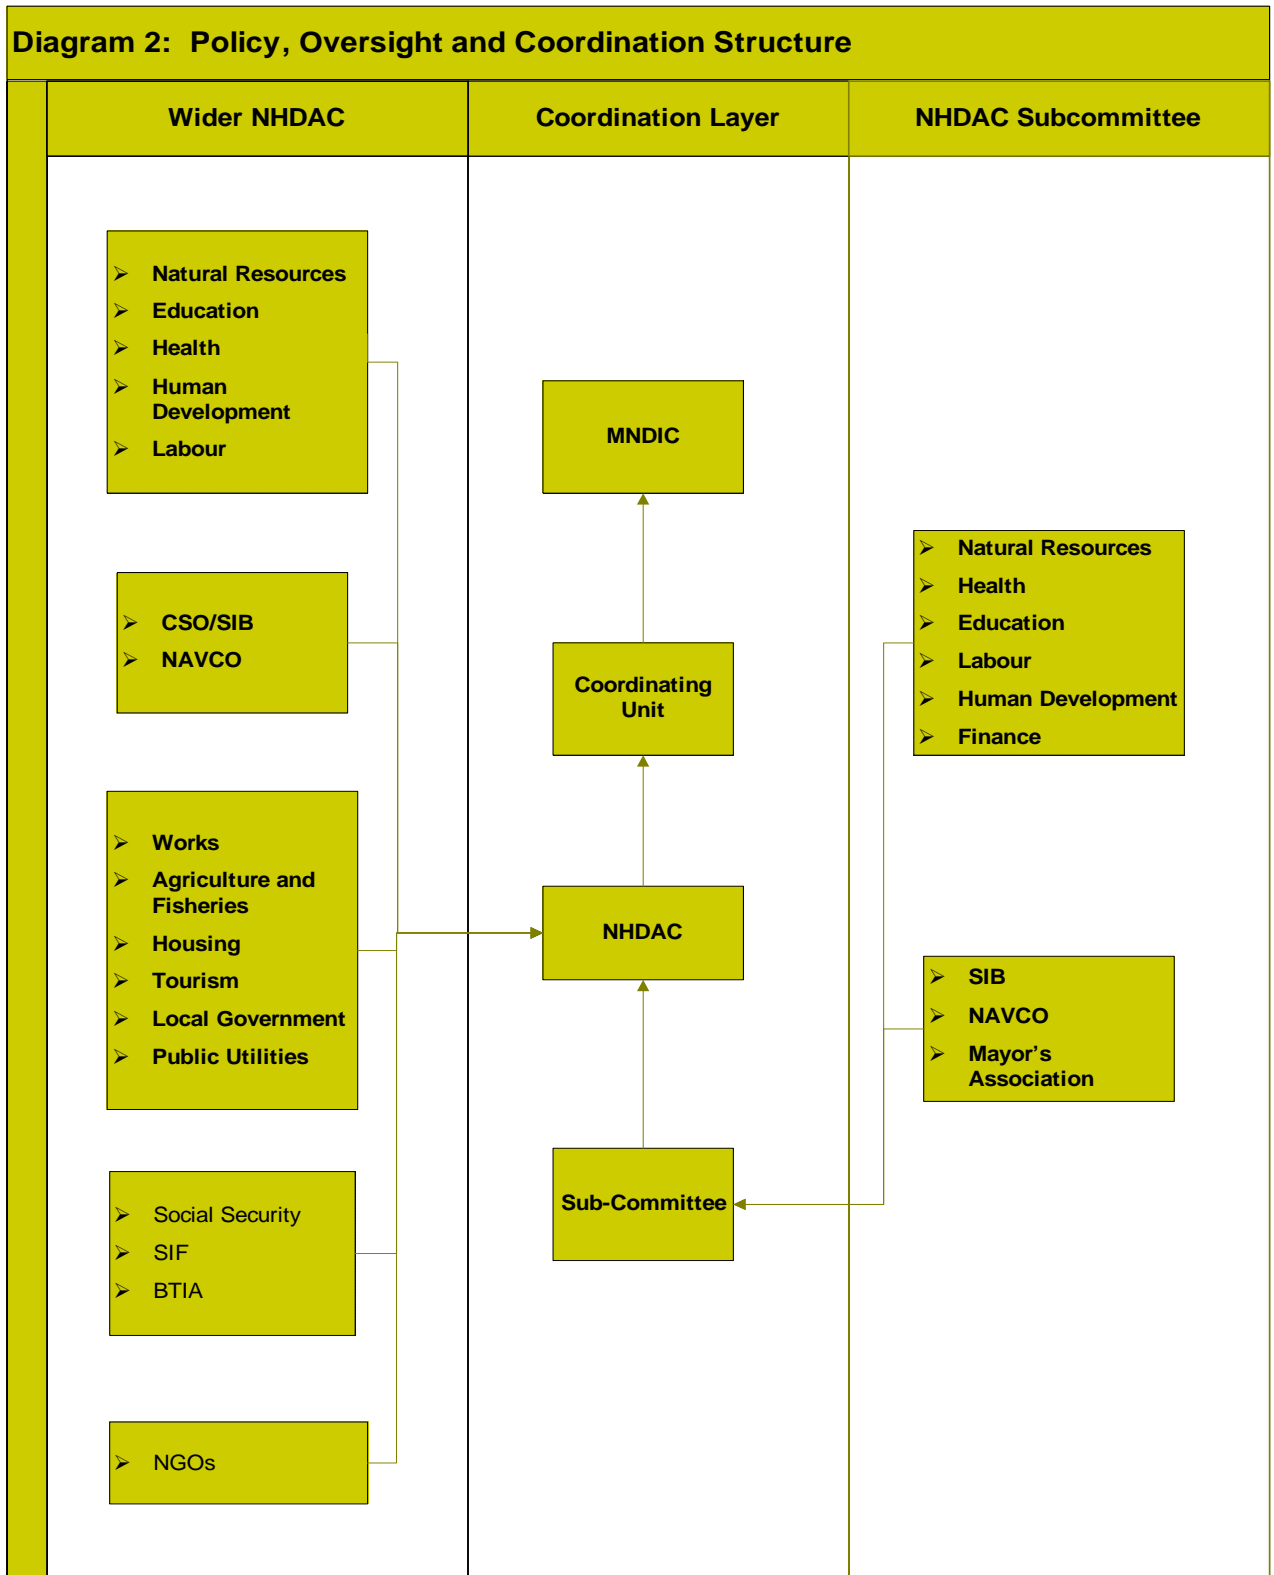 Diagram 2:  Policy, Oversight and Coordination Structure
Wider NHDAC
Coordination Layer
NHDAC Subcommittee
➢ Natural Resources
➢ Education
➢ Health
➢ Human
Development
➢ Labour
➢ CSO/SIB
➢ NAVCO
➢ Works
➢ Agriculture and
Fisheries
➢ Housing
➢ Tourism
➢ Local Government
➢ Public Utilities
➢ Social Security
➢ SIF
➢ BTIA
➢ NGOs
MNDIC
Coordinating
Unit
NHDAC
Sub-Committee
➢ Natural Resources
➢ Health
➢ Education
➢ Labour
➢ Human Development
➢ Finance
➢ SIB
➢ NAVCO
➢ Mayor’s
Association